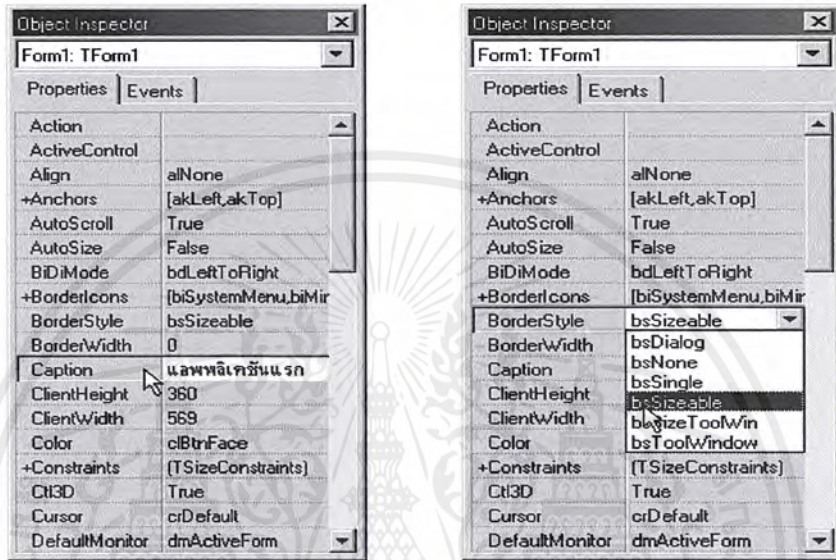 Object Inspector
Form1: TForm1
Properties Events
Action
ActiveControl
Align alNone
+Anchors [akLeft,akTop]
AutoScroll True
AutoSize False
BiDiMode bdLeftToRight
+BorderIcons [biSystemMenu,biMir
BorderStyle bsSizeable
BorderWidth 0
Caption แอพพลิเคชันแรก
ClientHeight 360
ClientWidth 569
Color clBtnFace
+Constraints (TSizeConstraints)
Ctl3D True
Cursor crDefault
DefaultMonitor dmActiveForm
Object Inspector
Form1: TForm1
Properties Events
Action
ActiveControl
Align alNone
+Anchors [akLeft,akTop]
AutoScroll True
AutoSize False
BiDiMode bdLeftToRight
+BorderIcons [biSystemMenu,biMir
BorderStyle bsSizeable
BorderWidth bsDialog
bsNone
Caption bsSingle
ClientHeight bsSizeable
ClientWidth bsSizeToolWin
Color bsToolWindow
+Constraints (TSizeConstraints)
Ctl3D True
Cursor crDefault
DefaultMonitor dmActiveForm